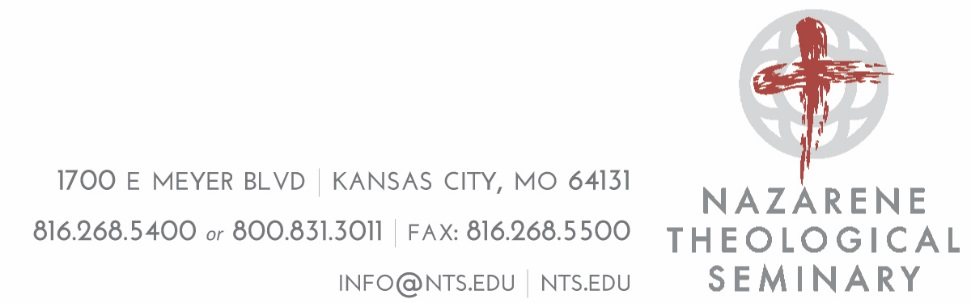 1700 E MEYER BLVD | KANSAS CITY, MO 64131
816.268.5400 or 800.831.3011 | FAX: 816.268.5500
INFO@NTS.EDU | NTS.EDU
NAZARENE
THEOLOGICAL
SEMINARY